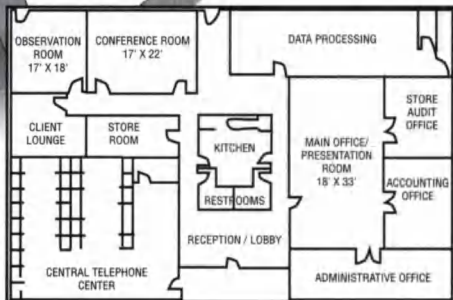 OBSERVATION
ROOM
17' X 18'
CONFERENCE ROOM
17' X 22'
DATA PROCESSING
CLIENT
LOUNGE
STORE
ROOM
KITCHEN
MAIN OFFICE/
PRESENTATION
ROOM
18' X 33'
STORE
AUDIT
OFFICE
RESTROOMS
ACCOUNTING
OFFICE
RECEPTION / LOBBY
CENTRAL TELEPHONE
CENTER
ADMINISTRATIVE OFFICE